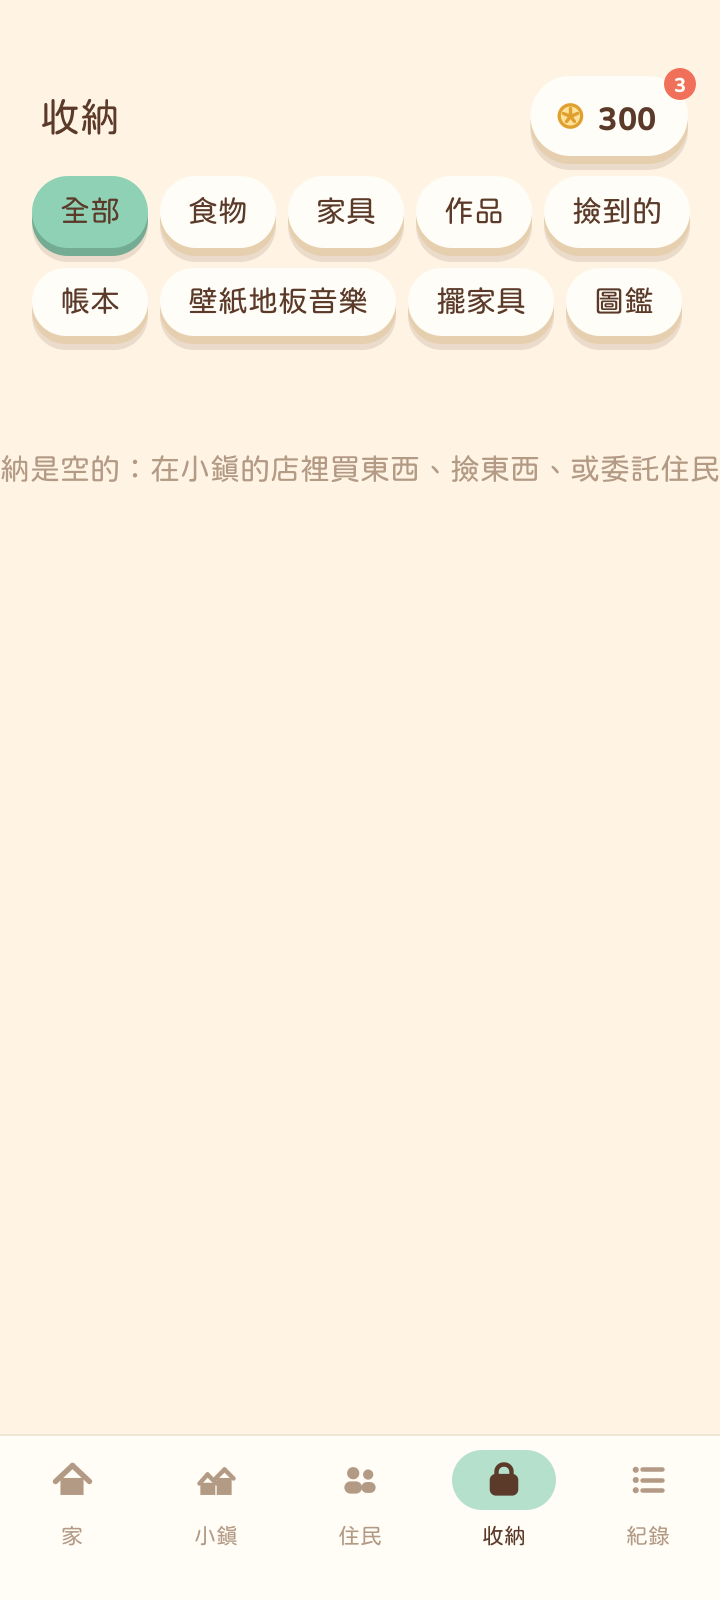 收納
3
300
全部 食物 家具 作品 撿到的
帳本 壁紙地板音樂 擺家具 圖鑑
納是空的：在小鎮的店裡買東西、撿東西、或委託住民
家 小鎮 住民 收納 紀錄